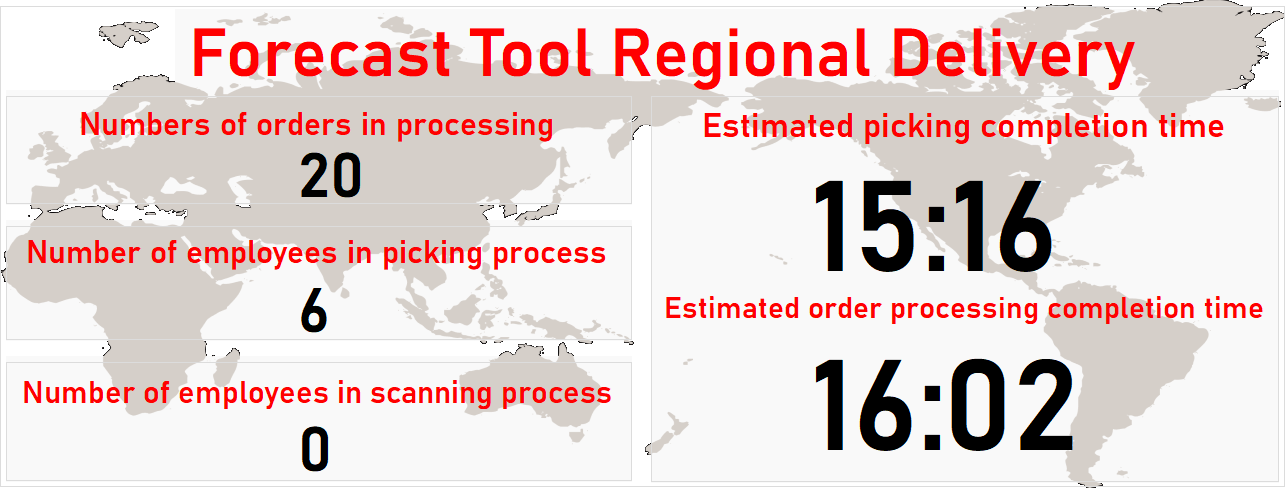 Forecast Tool Regional Delivery
Numbers of orders in processing
20
Number of employees in picking process
6
Number of employees in scanning process
0
Estimated picking completion time
15:16
Estimated order processing completion time
16:02